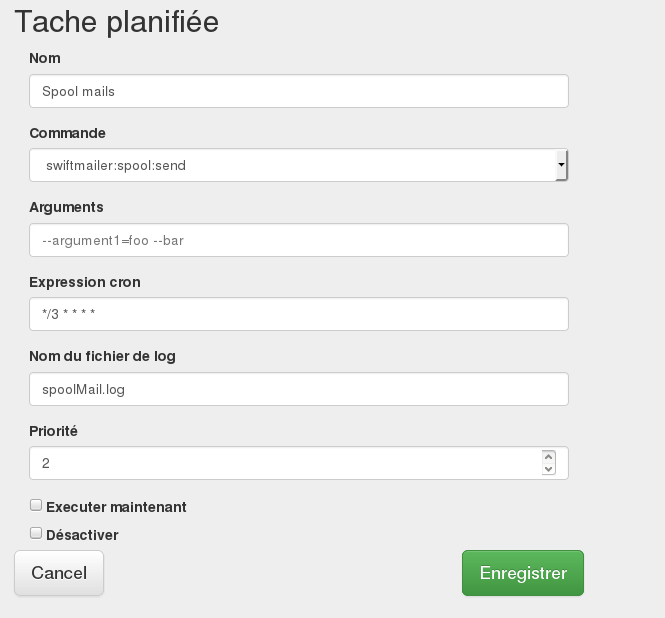 Tache planifiée
Nom
Spool mails
Commande
swiftmailer:spool:send
Arguments
--argument1=foo --bar
Expression cron
*/3 * * * *
Nom du fichier de log
spoolMail.log
Priorité
2
Executer maintenant
Désactiver
Cancel Enregistrer